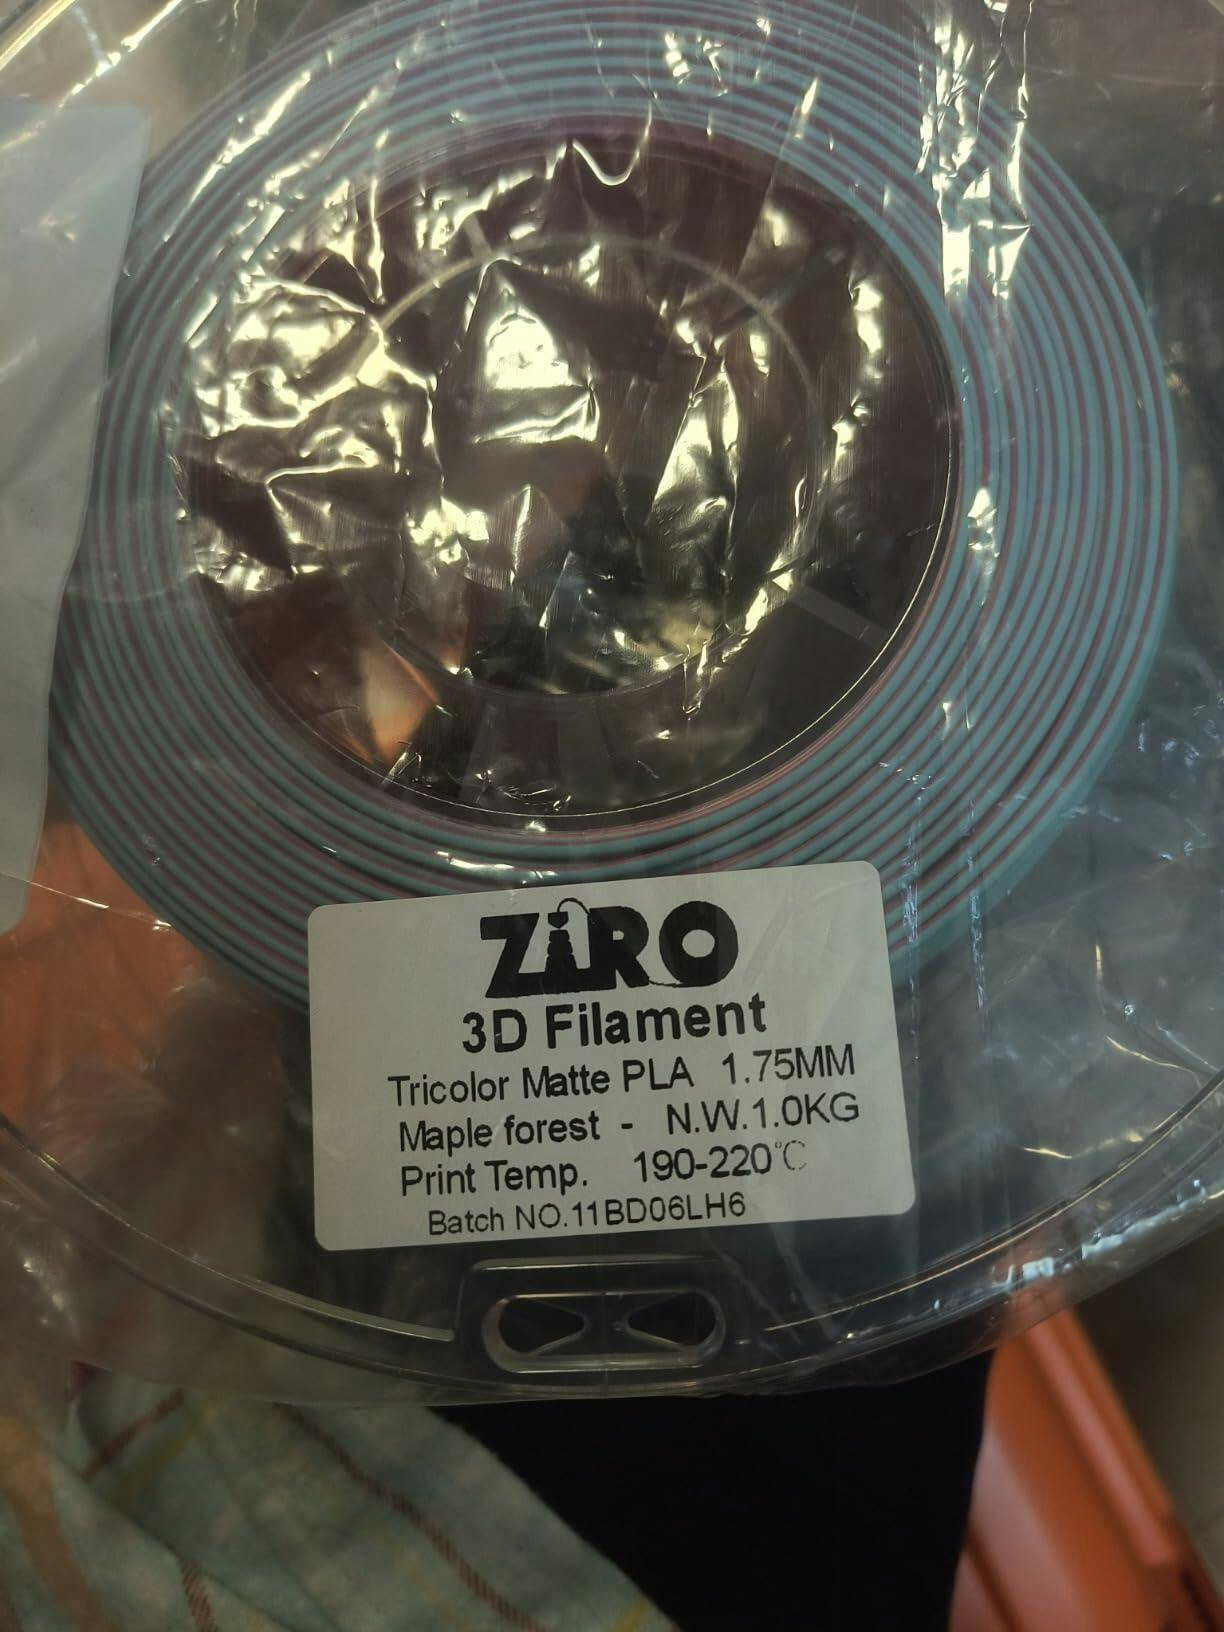 ZiRO
3D Filament
Tricolor Matte PLA 1.75MM
Maple forest - N.W.1.0KG
Print Temp. 190-220℃
Batch NO.11BD06LH6